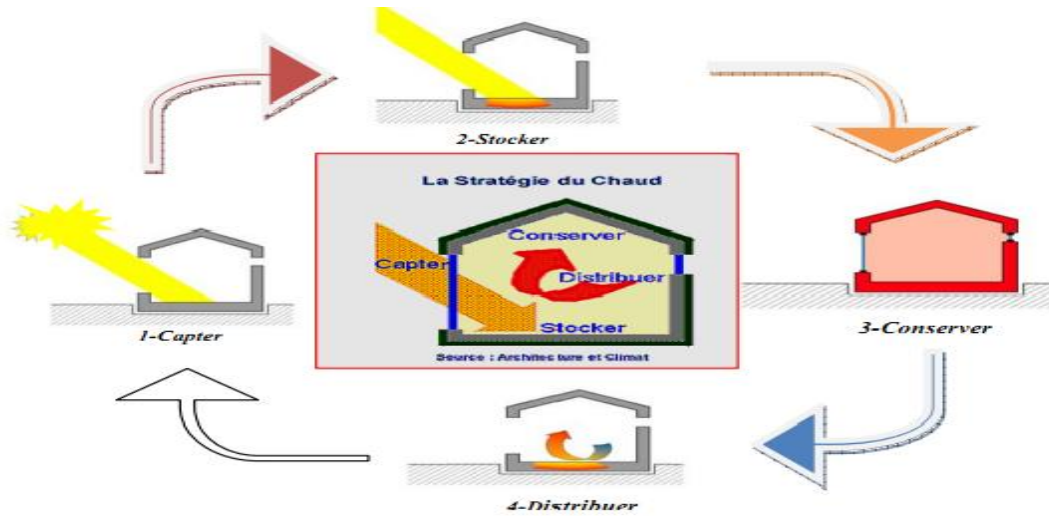 2-Stocker
La Stratégie du Chaud
Conserver
Capter
Distribuer
Stocker
Source : Architecture et Climat
1-Capter
3-Conserver
4-Distribuer